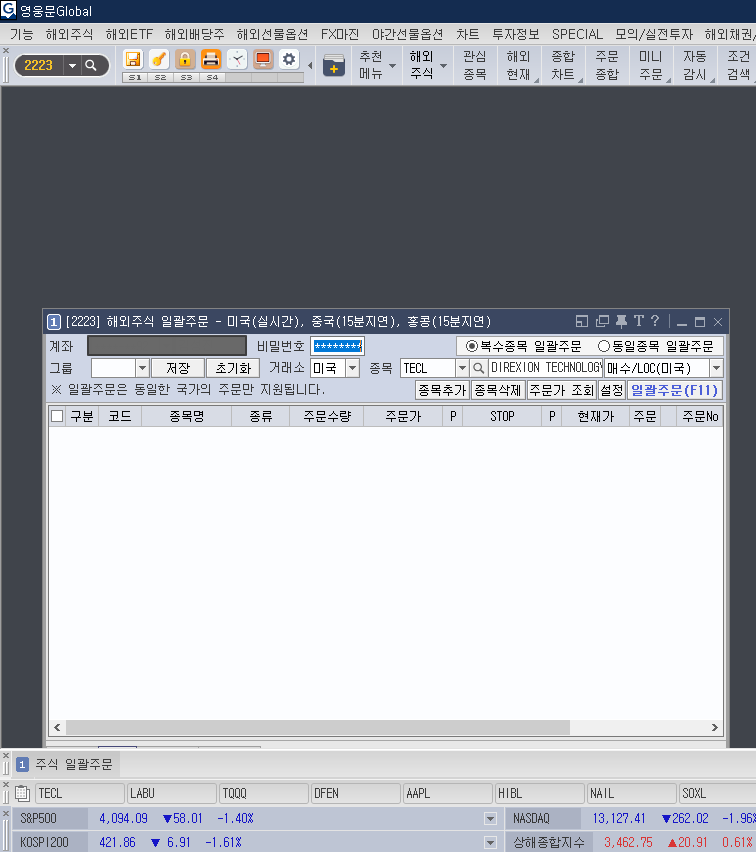 영웅문Global
기능 해외주식 해외ETF 해외배당주 해외선물옵션 FX마진 야간선물옵션 차트 투자정보 SPECIAL 모의/실전투자 해외채권/
2223 S1 S2 S3 S4 추천 메뉴 해외 주식 관심 종목 해외 현재 종합 차트 주문 종합 미니 주문 자동 감시 조건 검색
1 [2223] 해외주식 일괄주문 - 미국(실시간), 중국(15분지연), 홍콩(15분지연) T ?
계좌 비밀번호 ******** 복수종목 일괄주문 동일종목 일괄주문
그룹 저장 초기화 거래소 미국 종목 TECL DIREXION TECHNOLOGY 매수/LOC(미국)
※ 일괄주문은 동일한 국가의 주문만 지원됩니다. 종목추가 종목삭제 주문가 조회 설정 일괄주문(F11)
구분 코드 종목명 종류 주문수량 주문가 P STOP P 현재가 주문 주문No
1 주식 일괄주문
TECL LABU TQQQ DFEN AAPL HIBL NAIL SOXL
S&P500 4,094.09 ▼58.01 -1.40% NASDAQ 13,127.41 ▼262.02 -1.96%
KOSPI200 421.86 ▼ 6.91 -1.61% 상해종합지수 3,462.75 ▲20.91 0.61%